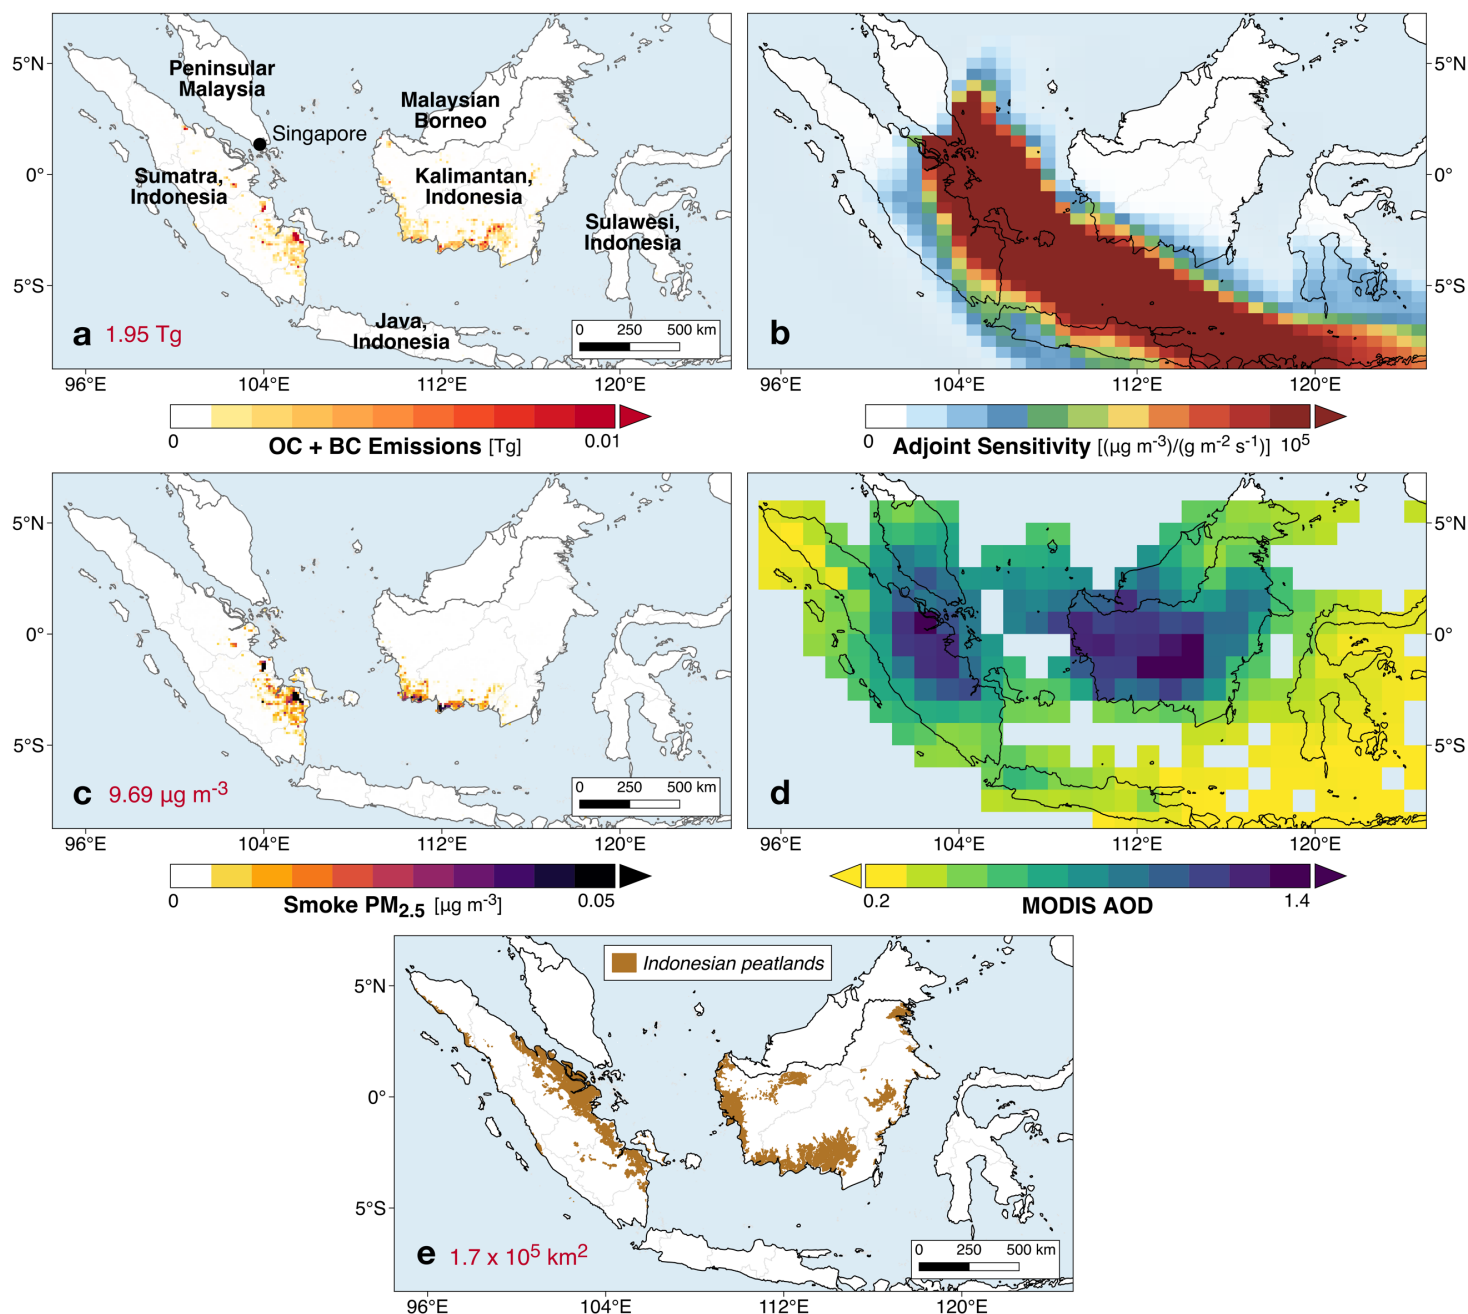 Peninsular
Malaysia
Malaysian
Borneo
Singapore
Sumatra,
Indonesia
Kalimantan,
Indonesia
Sulawesi,
Indonesia
Java,
Indonesia
5°N
0°
5°S
a 1.95 Tg
0 250 500 km
96°E 104°E 112°E 120°E
0 0.01
OC + BC Emissions [Tg]
b
5°N
0°
5°S
96°E 104°E 112°E 120°E
0 10⁵
Adjoint Sensitivity [(µg m⁻³)/(g m⁻² s⁻¹)]
5°N
0°
5°S
c 9.69 µg m⁻³
0 250 500 km
96°E 104°E 112°E 120°E
0 0.05
Smoke PM₂.₅ [µg m⁻³]
d
5°N
0°
5°S
96°E 104°E 112°E 120°E
0.2 1.4
MODIS AOD
Indonesian peatlands
5°N
0°
5°S
e 1.7 x 10⁵ km²
0 250 500 km
96°E 104°E 112°E 120°E